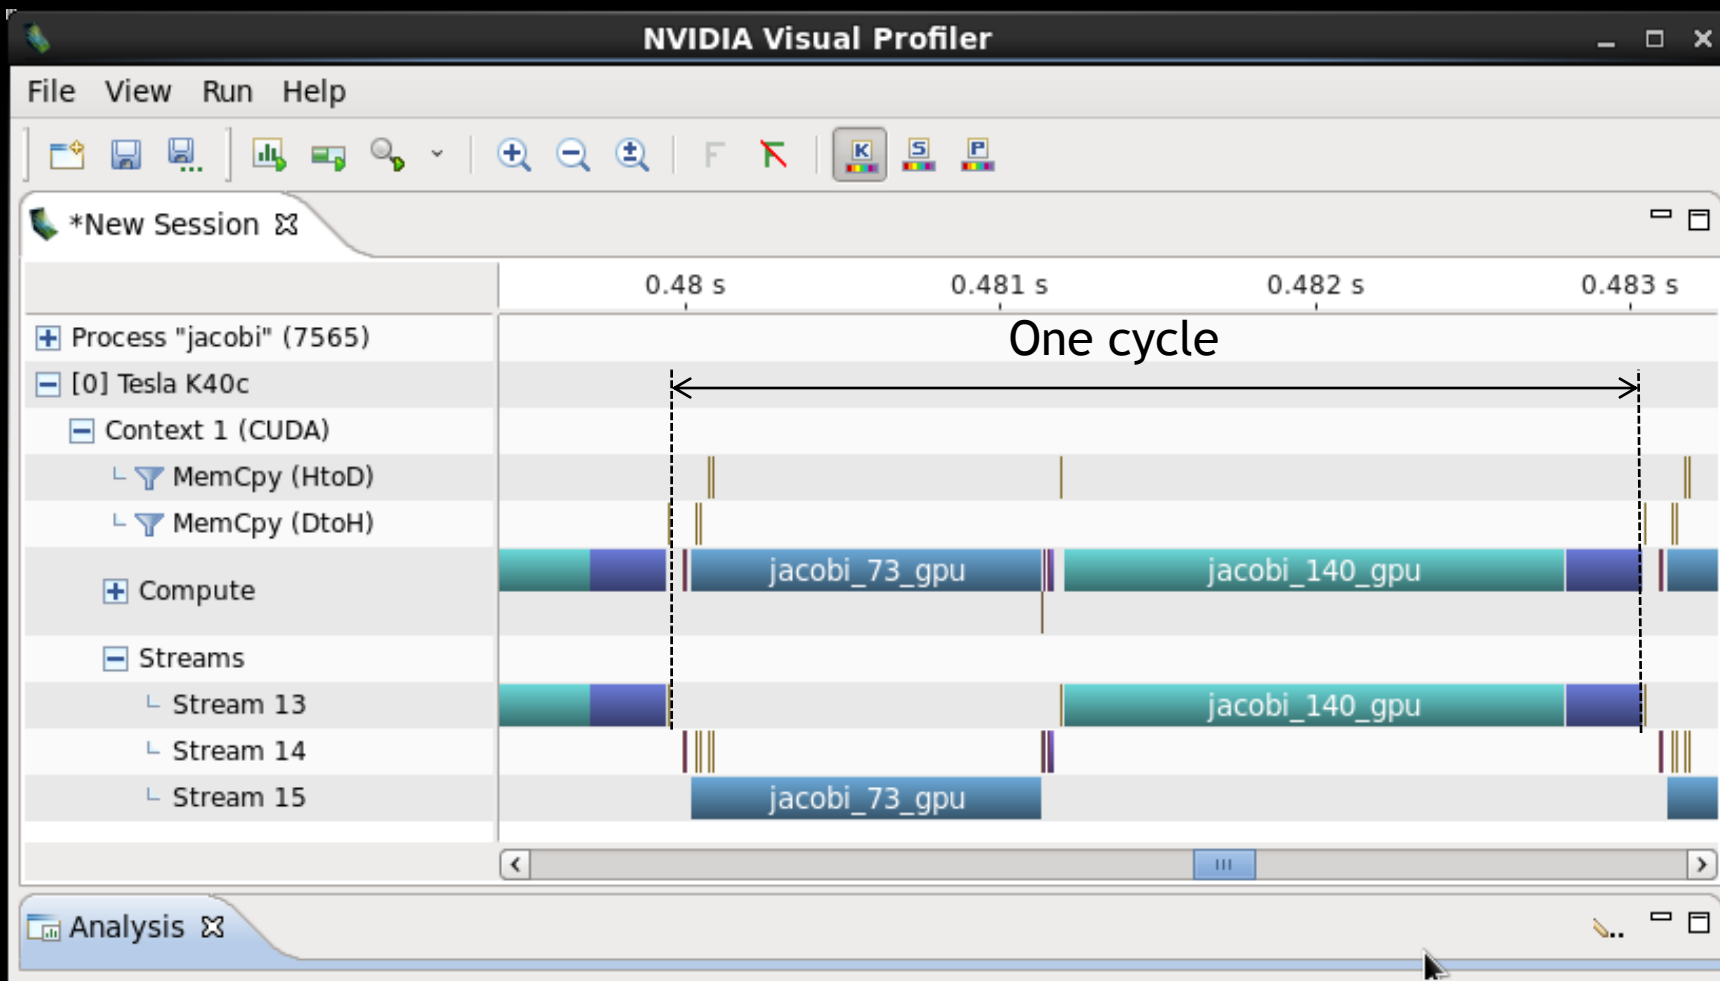 NVIDIA Visual Profiler
File View Run Help
F F K S P
*New Session
0.48 s 0.481 s 0.482 s 0.483 s
Process "jacobi" (7565)
One cycle
[0] Tesla K40c
Context 1 (CUDA)
MemCpy (HtoD)
MemCpy (DtoH)
jacobi_73_gpu jacobi_140_gpu
Compute
Streams
Stream 13 jacobi_140_gpu
Stream 14
Stream 15 jacobi_73_gpu
Analysis